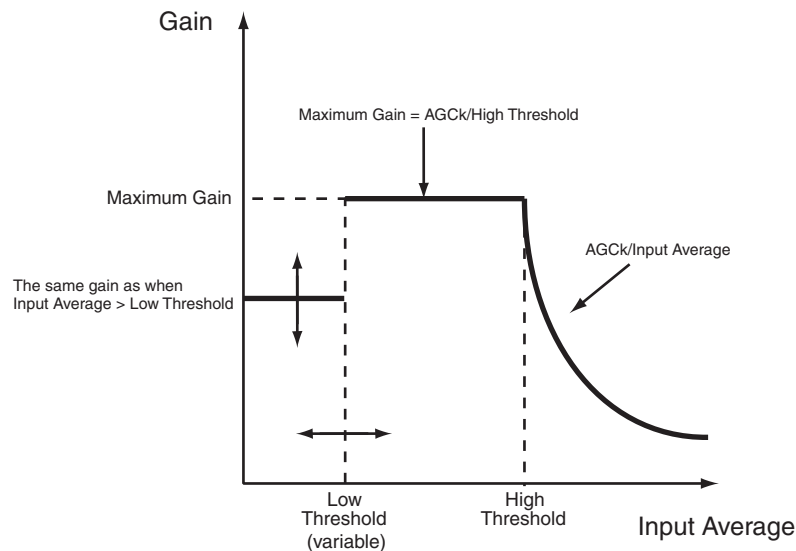 Gain
Maximum Gain = AGCk/High Threshold
Maximum Gain
AGCk/Input Average
The same gain as when
Input Average > Low Threshold
Low
Threshold
(variable)
High
Threshold
Input Average